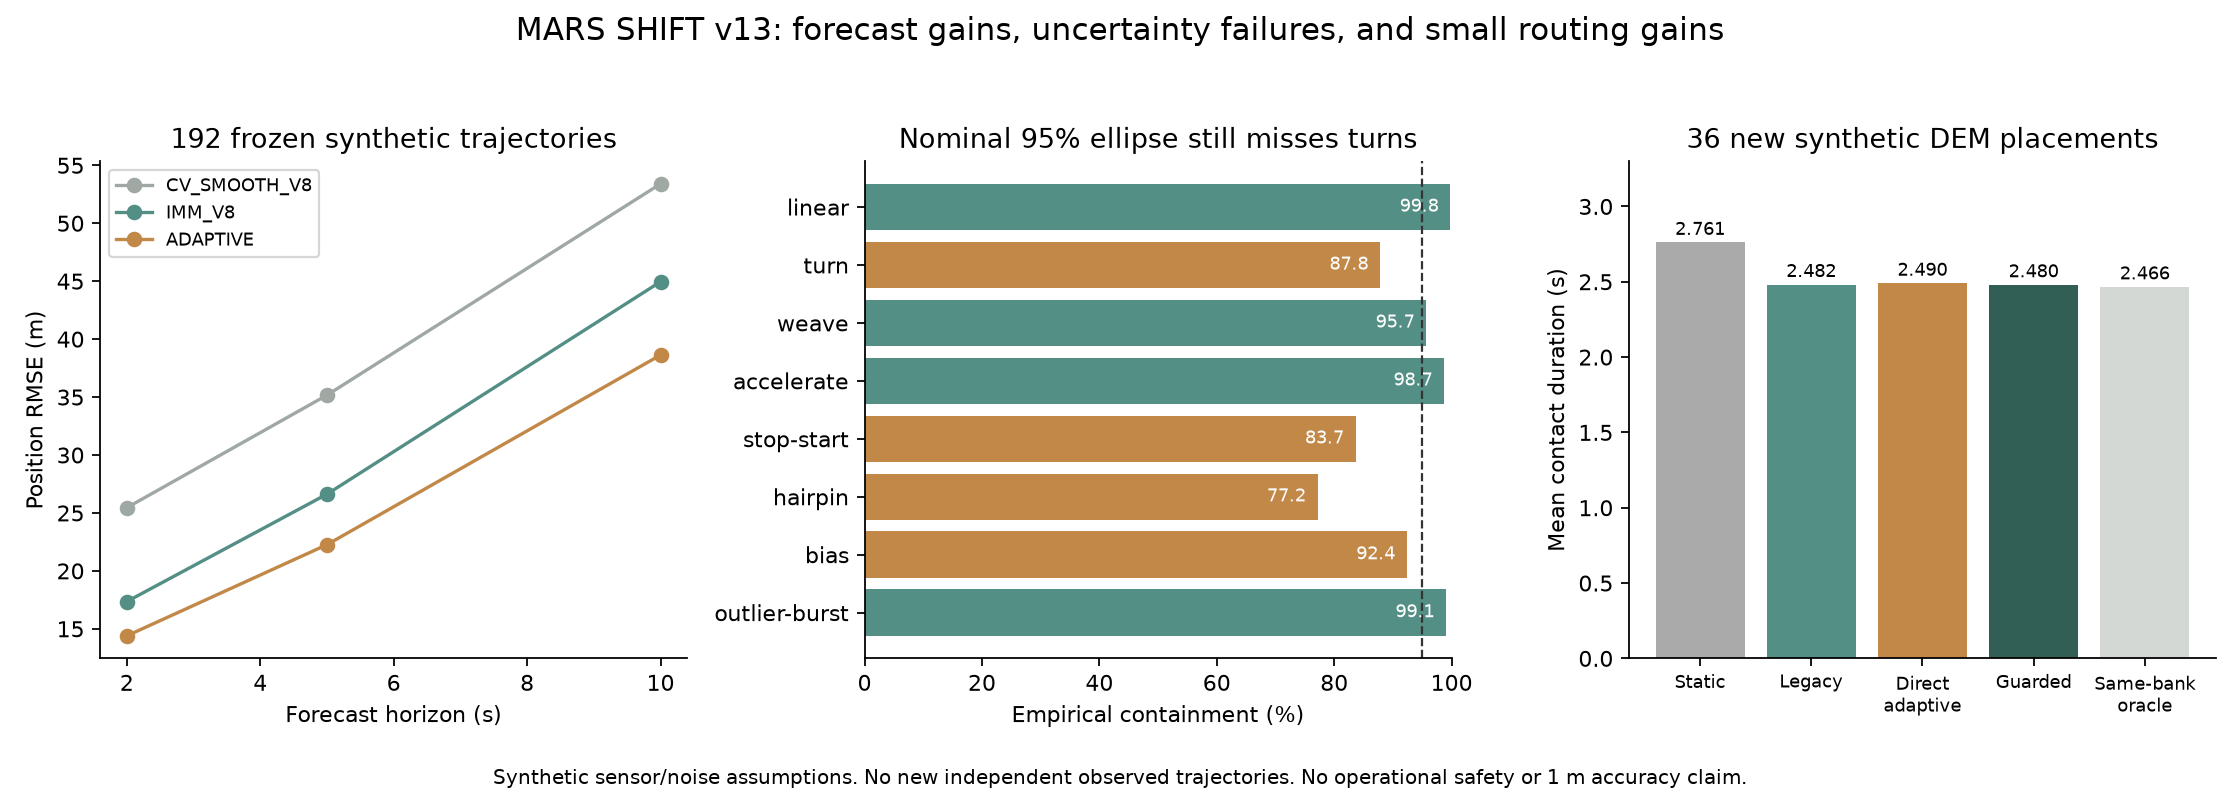 MARS SHIFT v13: forecast gains, uncertainty failures, and small routing gains
192 frozen synthetic trajectories
55
50
45
40
35
30
25
20
15
Position RMSE (m)
CV_SMOOTH_V8
IMM_V8
ADAPTIVE
2
4
6
8
10
Forecast horizon (s)
Nominal 95% ellipse still misses turns
linear
99.8
turn
87.8
weave
95.7
accelerate
98.7
stop-start
83.7
hairpin
77.2
bias
92.4
outlier-burst
99.1
0
20
40
60
80
100
Empirical containment (%)
36 new synthetic DEM placements
3.0
2.5
2.0
1.5
1.0
0.5
0.0
Mean contact duration (s)
2.761
2.482
2.490
2.480
2.466
Static
Legacy
Direct
adaptive
Guarded
Same-bank
oracle
Synthetic sensor/noise assumptions. No new independent observed trajectories. No operational safety or 1 m accuracy claim.